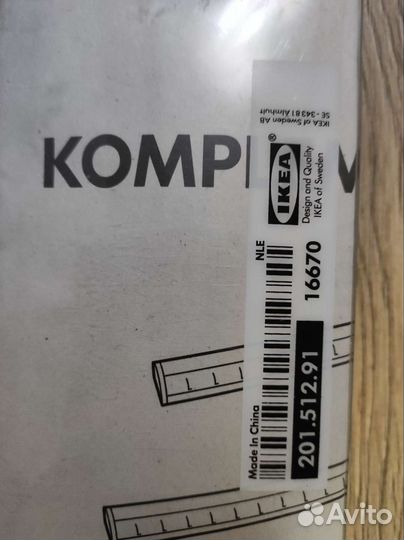 KOMPL M
IKEA of Sweden AB
SE - 343 81 Älmhult
IKEA®
Design and Quality
IKEA of Sweden
NLE
16670
Made in China
201.512.91
Avito